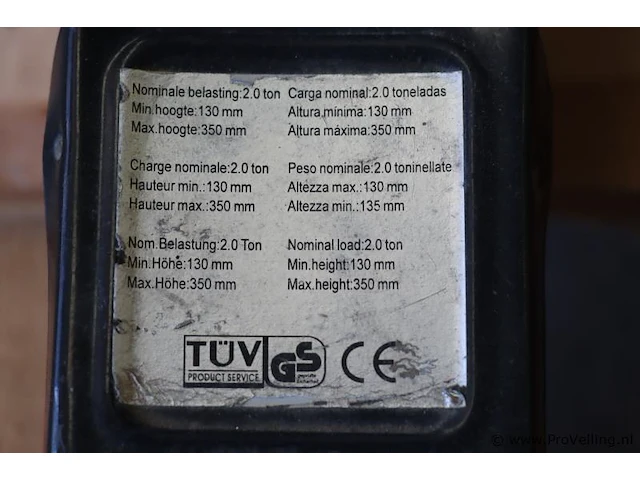 Nominale belasting:2.0 ton
Min.hoogte:130 mm
Max.hoogte:350 mm
Carga nominal:2.0 toneladas
Altura mínima:130 mm
Altura máxima:350 mm
Charge nominale:2.0 ton
Hauteur min.:130 mm
Hauteur max.:350 mm
Peso nominale:2.0 toninellate
Altezza max.:130 mm
Altezza min.:135 mm
Nom.Belastung:2.0 Ton
Min.Höhe:130 mm
Max.Höhe:350 mm
Nominal load:2.0 ton
Min.height:130 mm
Max.height:350 mm
TÜV
PRODUCT SERVICE
GS
geprüfte
Sicherheit
CE
© www.ProVeiling.nl